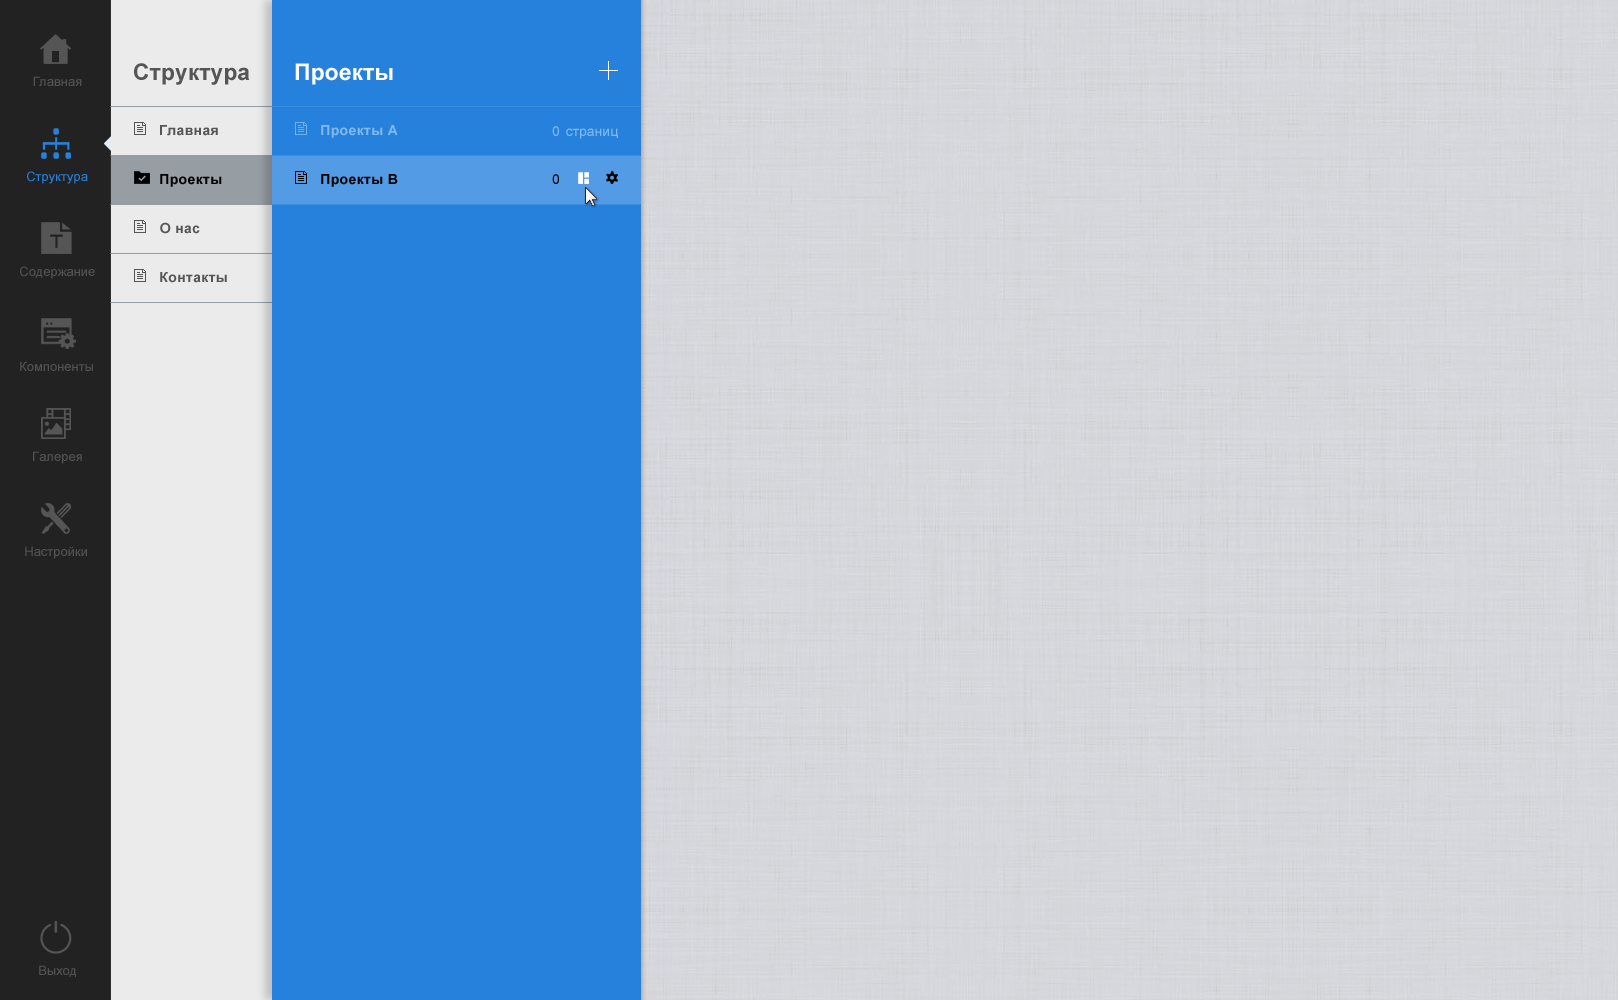 Главная
Структура
Содержание
Компоненты
Галерея
Настройки
Выход
Структура
Главная
Проекты
О нас
Контакты
Проекты
Проекты A 0 страниц
Проекты B 0